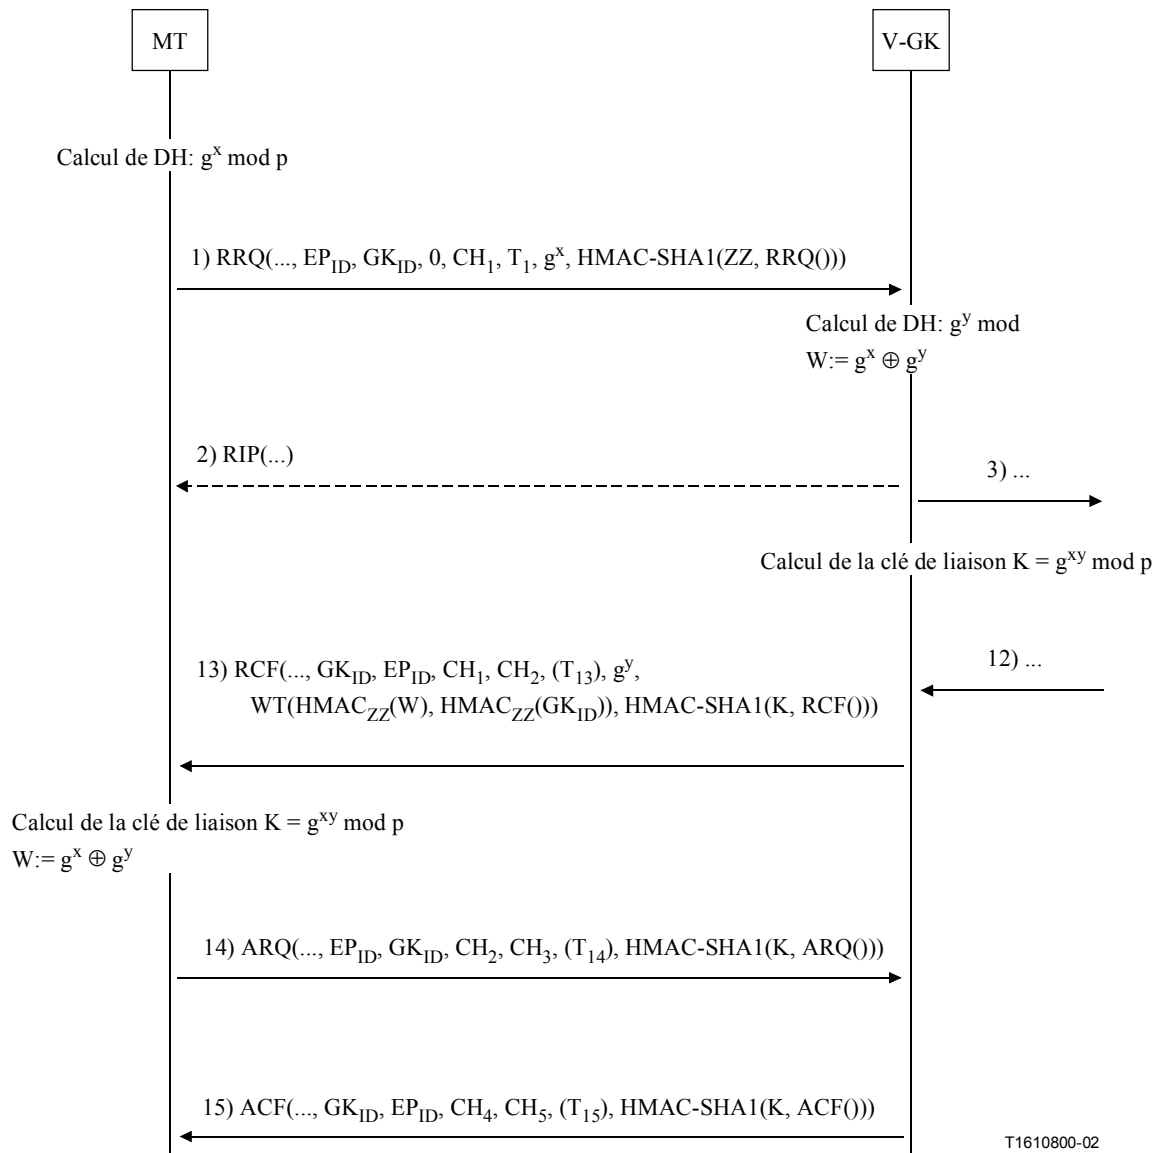 MT
V-GK
Calcul de DH: g^x mod p
1) RRQ(..., EP_ID, GK_ID, 0, CH_1, T_1, g^x, HMAC-SHA1(ZZ, RRQ()))
Calcul de DH: g^y mod
W:= g^x ⊕ g^y
2) RIP(...)
3) ...
Calcul de la clé de liaison K = g^xy mod p
12) ...
13) RCF(..., GK_ID, EP_ID, CH_1, CH_2, (T_13), g^y,
WT(HMAC_ZZ(W), HMAC_ZZ(GK_ID)), HMAC-SHA1(K, RCF()))
Calcul de la clé de liaison K = g^xy mod p
W:= g^x ⊕ g^y
14) ARQ(..., EP_ID, GK_ID, CH_2, CH_3, (T_14), HMAC-SHA1(K, ARQ()))
15) ACF(..., GK_ID, EP_ID, CH_4, CH_5, (T_15), HMAC-SHA1(K, ACF()))
T1610800-02